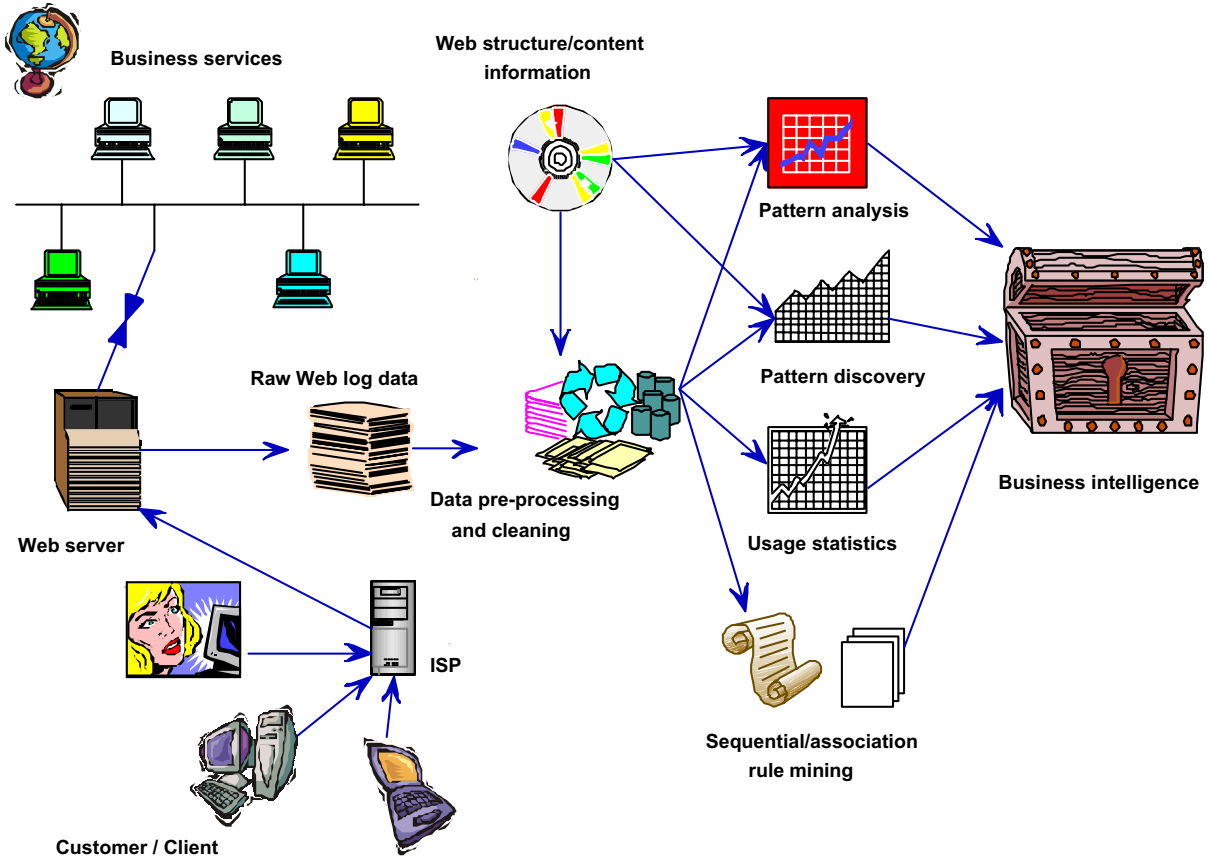 Business services
Web structure/content
information
Pattern analysis
Raw Web log data
Pattern discovery
Data pre-processing
and cleaning
Business intelligence
Web server
Usage statistics
ISP
Sequential/association
rule mining
Customer / Client